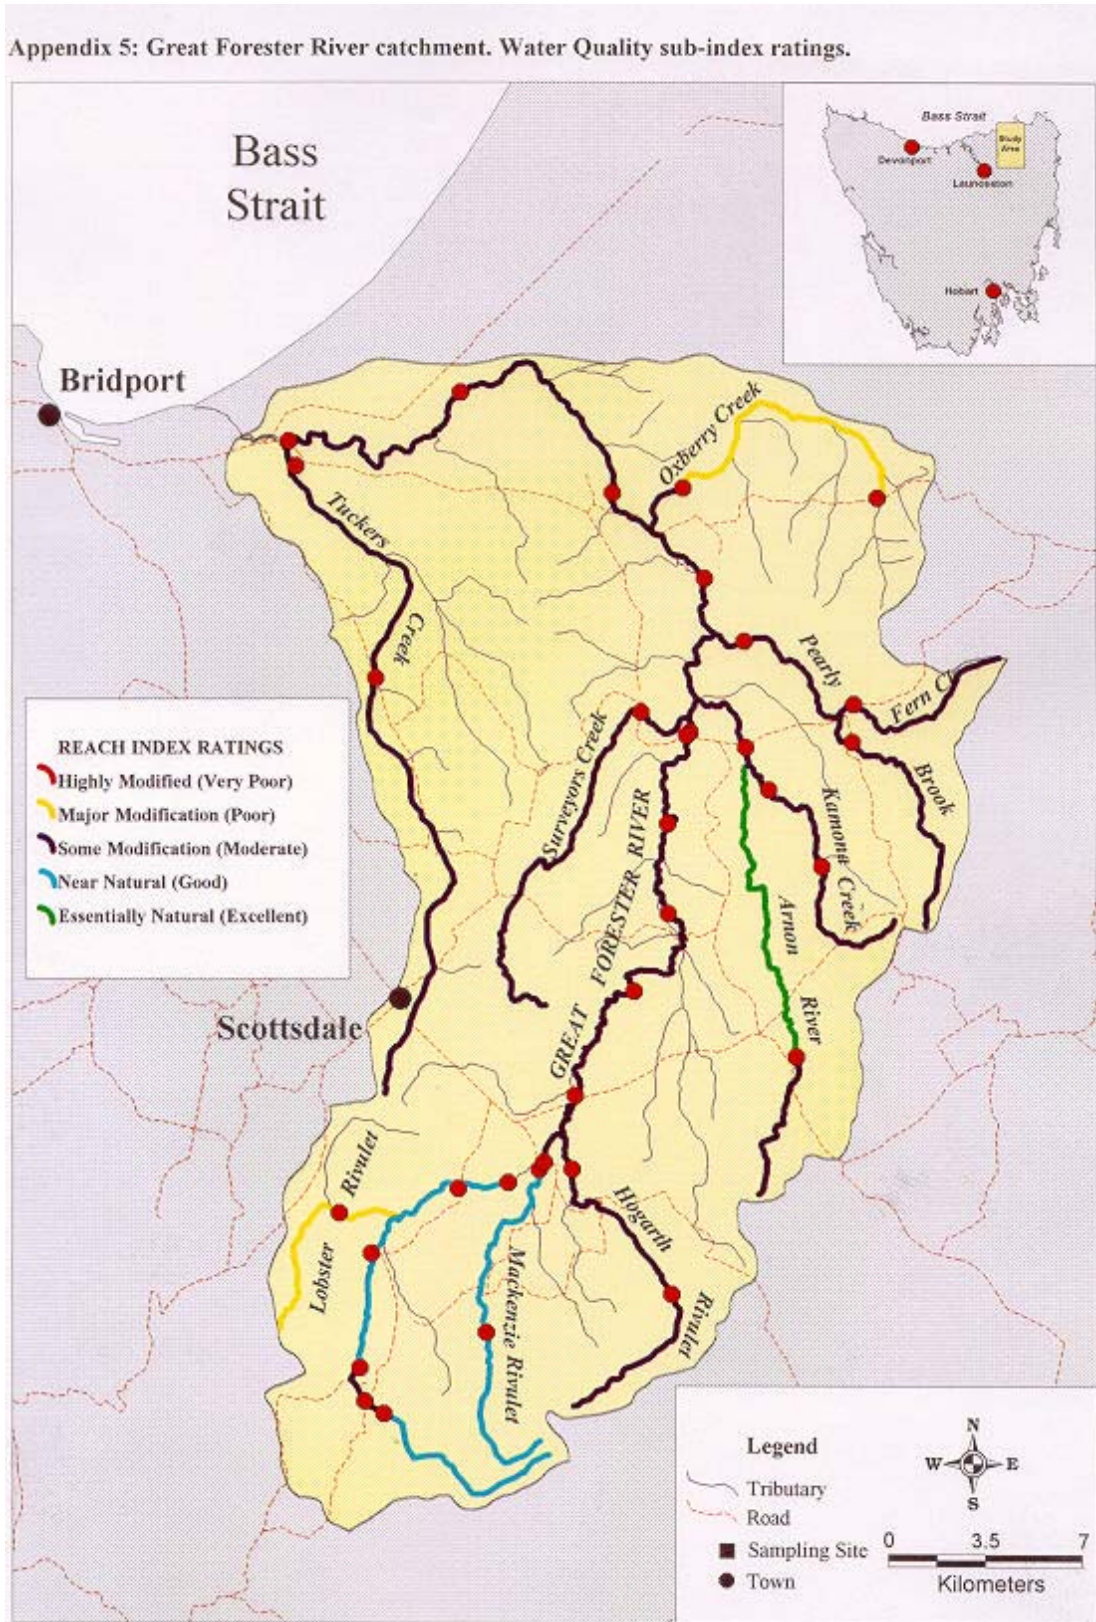 Appendix 5: Great Forester River catchment. Water Quality sub-index ratings.
Bass
Strait
Bass Strait
Study
Area
Devonport
Launceston
Hobart
Bridport
Oxberry Creek
Tuckers
Creek
Pearly
Fern Ck
Brook
Surveyors Creek
Kamona
Creek
GREAT
FORESTER RIVER
Arnon
River
REACH INDEX RATINGS
Highly Modified (Very Poor)
Major Modification (Poor)
Some Modification (Moderate)
Near Natural (Good)
Essentially Natural (Excellent)
Scottsdale
Lobster
Rivulet
Hogarth
Rivulet
Mackenzie Rivulet
Legend
Tributary
Road
Sampling Site
Town
N
W
E
S
0
3.5
7
Kilometers